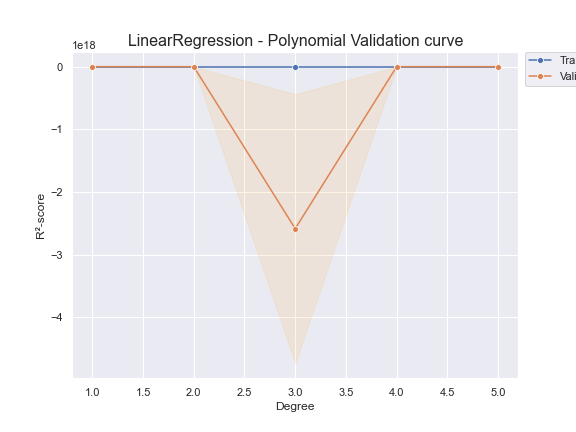 LinearRegression - Polynomial Validation curve
1e18
0
−1
−2
−3
−4
R²-score
1.0 1.5 2.0 2.5 3.0 3.5 4.0 4.5 5.0
Degree
Tra
Vali